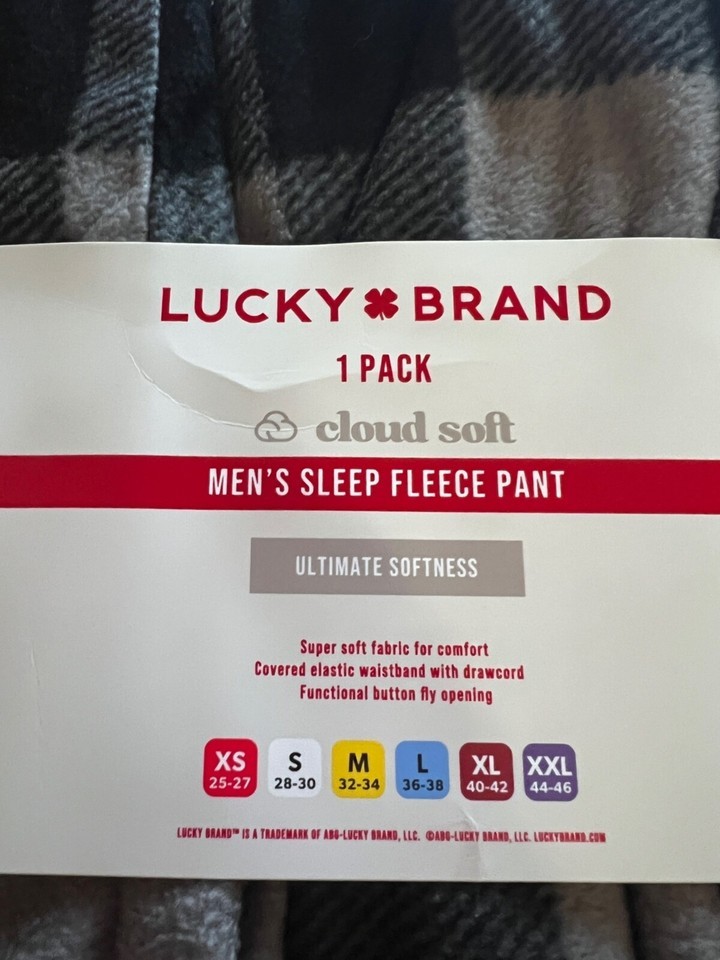 LUCKY BRAND
1 PACK
cloud soft
MEN'S SLEEP FLEECE PANT
ULTIMATE SOFTNESS
Super soft fabric for comfort
Covered elastic waistband with drawcord
Functional button fly opening
XS S M L XL XXL
25-27 28-30 32-34 36-38 40-42 44-46
LUCKY BRAND™ IS A TRADEMARK OF ABG-LUCKY BRAND, LLC. ©ABG-LUCKY BRAND, LLC. LUCKYBRAND.COM